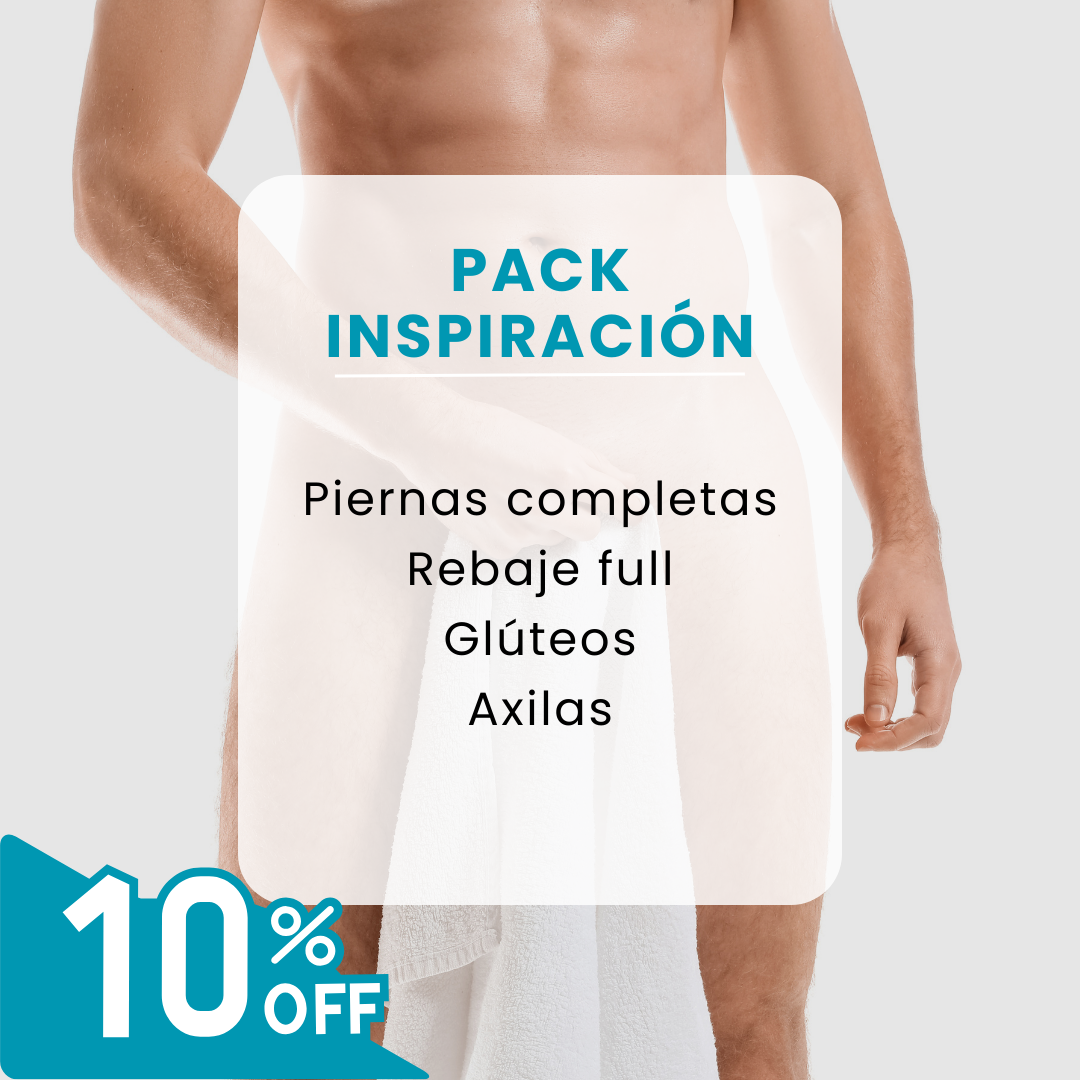 PACK
INSPIRACIÓN
Piernas completas
Rebaje full
Glúteos
Axilas
10%
OFF